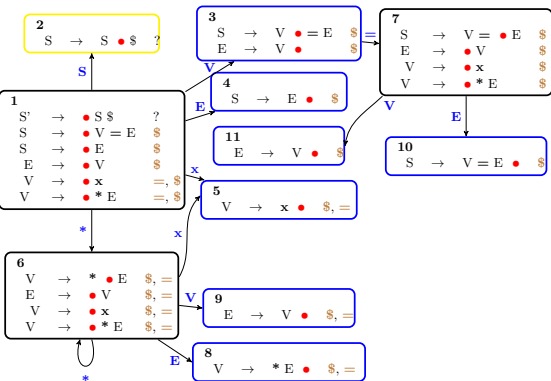 2
S → S • $ ?
S
1
S' → • S $ ?
S → • V = E $
S → • E $
E → • V $
V → • x =, $
V → • * E =, $
3
S → V • = E $
E → V • $
V
4
S → E • $
E
11
E → V • $
=
7
S → V = • E $
E → • V $
V → • x $
V → • * E $
V
E
10
S → V = E • $
x
5
V → x • $, =
*
x
6
V → * • E $, =
E → • V $, =
V → • x $, =
V → • * E $, =
V
9
E → V • $, =
E
8
V → * E • $, =
*